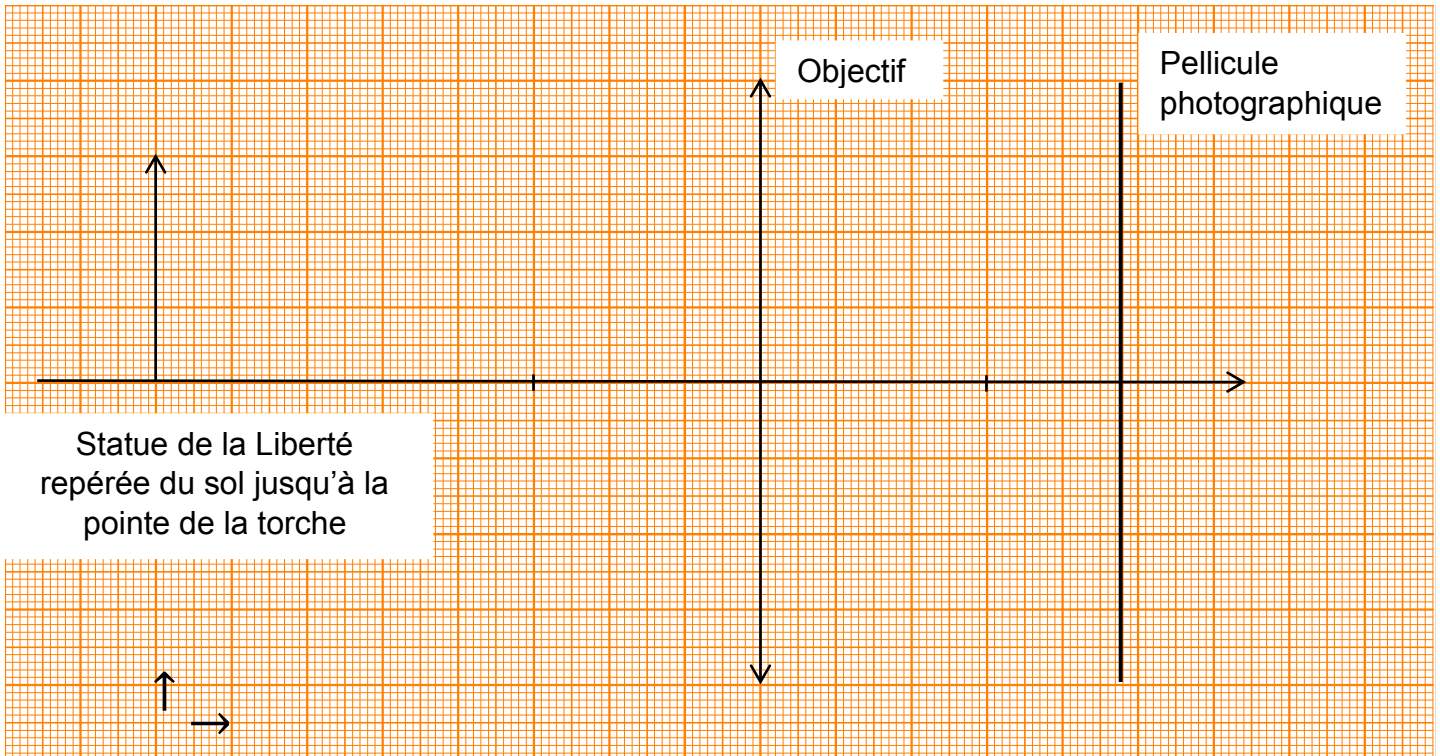 Objectif
Pellicule
photographique
Statue de la Liberté
repérée du sol jusqu’à la
pointe de la torche